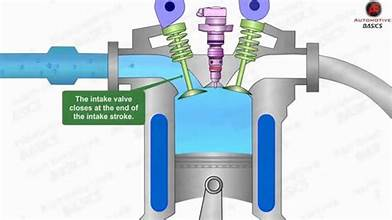 AUTOMOTIVE
BASICS
The intake valve
closes at the end of
the intake stroke.